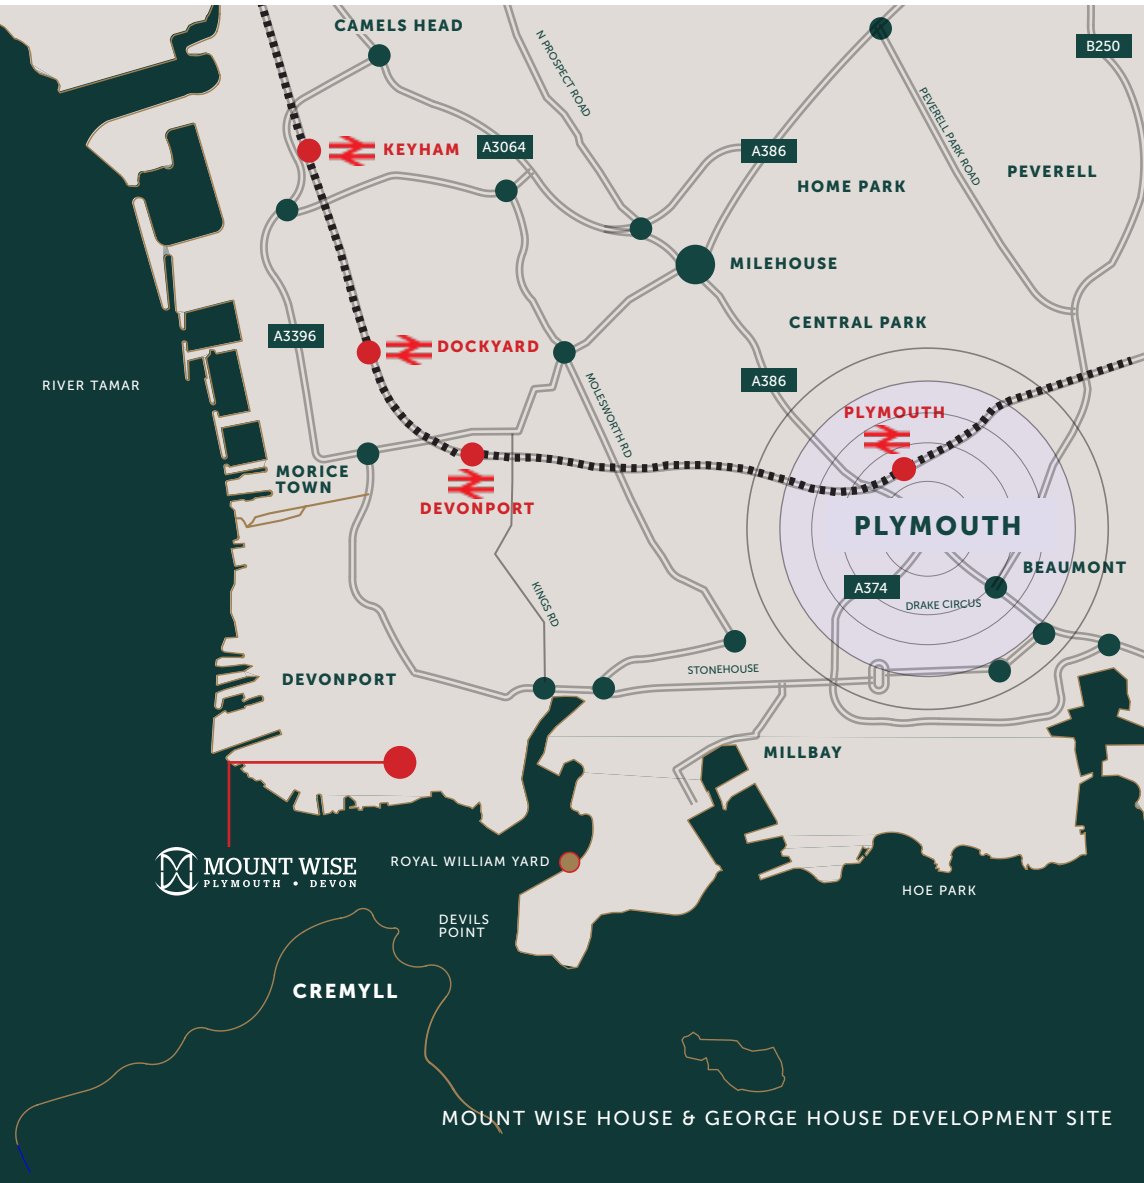 CAMELS HEAD
N PROSPECT ROAD
B250
PEVERELL PARK ROAD
KEYHAM
A3064
A386
PEVERELL
HOME PARK
MILEHOUSE
CENTRAL PARK
A3396
DOCKYARD
RIVER TAMAR
MOLESWORTH RD
A386
PLYMOUTH
MORICE
TOWN
DEVONPORT
PLYMOUTH
BEAUMONT
A374
DRAKE CIRCUS
KINGS RD
STONEHOUSE
DEVONPORT
MILLBAY
MOUNT WISE
PLYMOUTH • DEVON
ROYAL WILLIAM YARD
HOE PARK
DEVILS
POINT
CREMYLL
MOUNT WISE HOUSE & GEORGE HOUSE DEVELOPMENT SITE